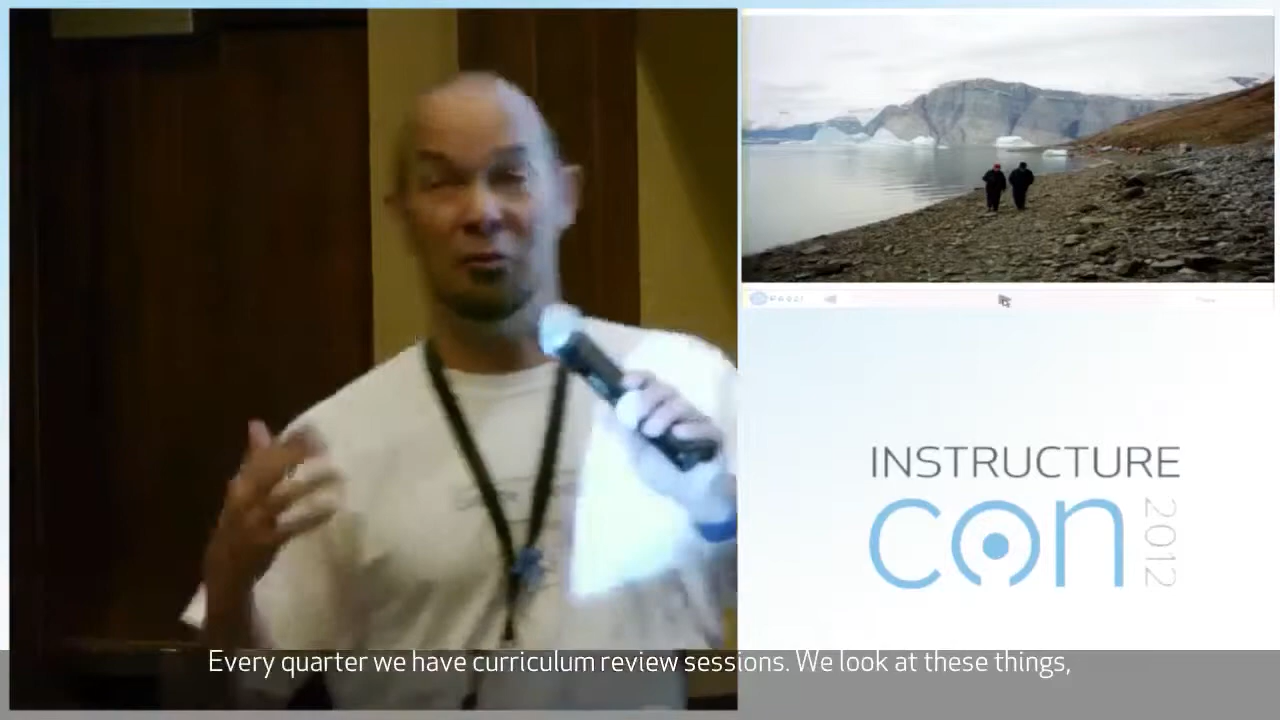 INSTRUCTURE
con
2012
Every quarter we have curriculum review sessions. We look at these things,